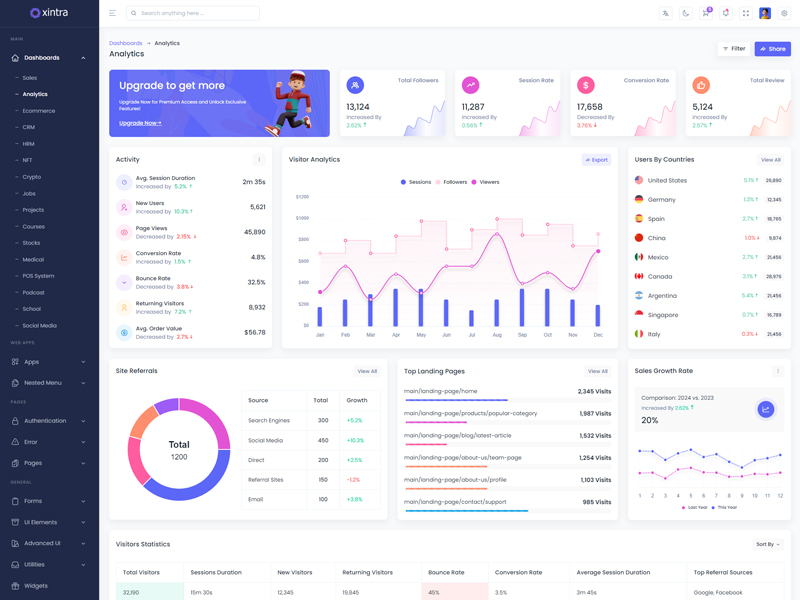 xintra
Search anything here ...
5
MAIN
Dashboards
Sales
Analytics
Ecommerce
CRM
HRM
NFT
Crypto
Jobs
Projects
Courses
Stocks
Medical
POS System
Podcast
School
Social Media
WEB APPS
Apps
Nested Menu
PAGES
Authentication
Error
Pages
GENERAL
Forms
UI Elements
Advanced UI
Utilities
Widgets
Dashboards → Analytics
Analytics
Filter
Share
Upgrade to get more
Upgrade Now for Premium Access and Unlock Exclusive
Features!
Upgrade Now →
Total Followers
13,124
Increased By
2.62% ↑
Session Rate
11,287
Increased By
0.56% ↑
Conversion Rate
17,658
Decreased By
3.76% ↓
Total Review
5,124
Increased By
2.57% ↑
Activity
Avg. Session Duration
Increased by 5.2% ↑
2m 35s
New Users
Increased by 10.3% ↑
5,621
Page Views
Decreased by 2.15% ↓
45,890
Conversion Rate
Increased by 1.5% ↑
4.8%
Bounce Rate
Decreased by 3.8% ↓
32.5%
Returning Visitors
Increased by 7.2% ↑
8,932
Avg. Order Value
Decreased by 2.7% ↓
$56.78
Visitor Analytics
Export
Sessions Followers Viewers
$1200
$1000
$800
$600
$400
$200
$0
Jan Feb Mar Apr May Jun Jul Aug Sep Oct Nov Dec
Users By Countries
View All
United States 5.1% ↑ 26,890
Germany 1.3% ↑ 12,345
Spain 2.7% ↑ 18,765
China 1.0% ↓ 9,874
Mexico 2.7% ↑ 21,456
Canada 3.1% ↑ 28,976
Argentina 5.4% ↑ 21,456
Singapore 0.7% ↑ 16,789
Italy 0.3% ↓ 21,456
Site Referrals
View All
Total
1200
Source Total Growth
Search Engines 300 +5.2%
Social Media 450 +10.3%
Direct 200 +2.5%
Referral Sites 150 -1.2%
Email 100 +3.8%
Top Landing Pages
View All
main/landing-page/home 2,345 Visits
main/landing-page/products/popular-category 1,987 Visits
main/landing-page/blog/latest-article 1,532 Visits
main/landing-page/about-us/team-page 1,254 Visits
main/landing-page/about-us/profile 1,103 Visits
main/landing-page/contact/support 985 Visits
Sales Growth Rate
Comparison: 2024 vs. 2023
Increased By 2.62% ↑
20%
1 2 3 4 5 6 7 8 9 10 11 12
Last Year This Year
Visitors Statistics
Sort By
Total Visitors Sessions Duration New Visitors Returning Visitors Bounce Rate Conversion Rate Average Session Duration Top Referral Sources
32,190 15m 30s 12,345 19,845 45% 3.5% 3m 45s Google, Facebook